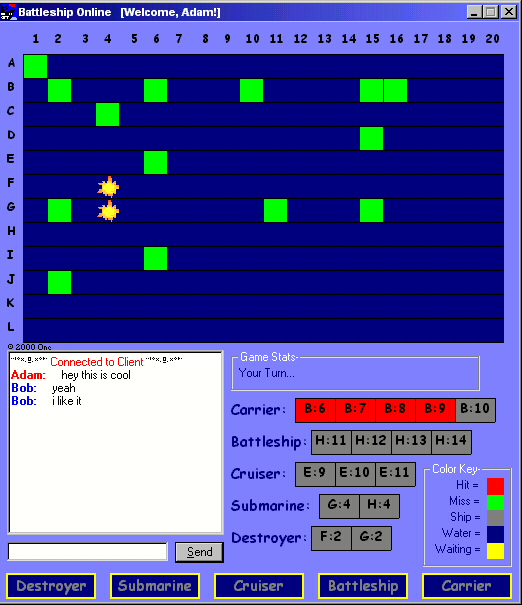 Battleship Online [Welcome, Adam!]
1 2 3 4 5 6 7 8 9 10 11 12 13 14 15 16 17 18 19 20
A
B
C
D
E
F
G
H
I
J
K
L
© 2000 One
Connected to Client
Adam: hey this is cool
Bob: yeah
Bob: i like it
Send
Game Stats
Your Turn...
Carrier: B:6 B:7 B:8 B:9 B:10
Battleship: H:11 H:12 H:13 H:14
Cruiser: E:9 E:10 E:11
Submarine: G:4 H:4
Destroyer: F:2 G:2
Color Key
Hit =
Miss =
Ship =
Water =
Waiting =
Destroyer Submarine Cruiser Battleship Carrier